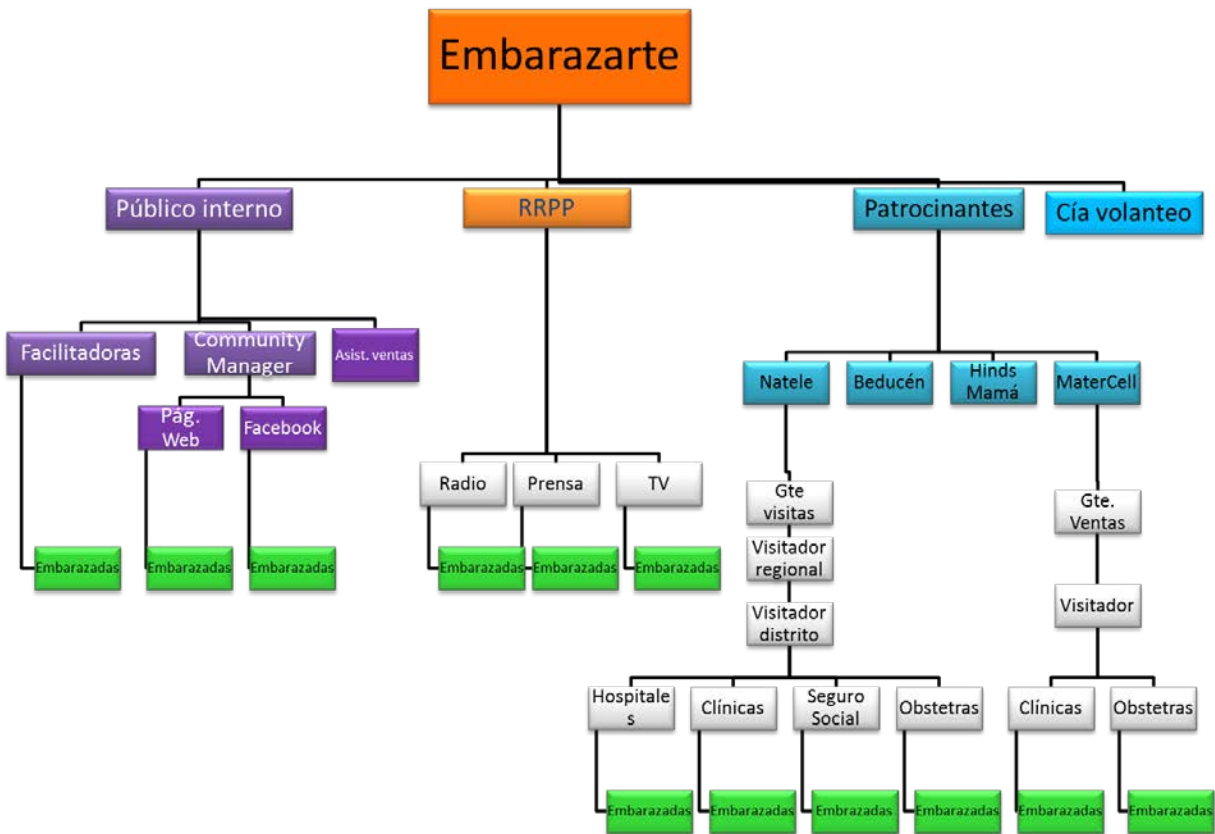 Embarazarte
Público interno
RRPP
Patrocinantes
Cía volanteo
Facilitadoras
Community
Manager
Asist. ventas
Natele
Beducén
Hinds
Mamá
MaterCell
Pág.
Web
Facebook
Radio
Prensa
TV
Gte
visitas
Gte.
Ventas
Visitador
regional
Embarazadas
Embarazadas
Embarazadas
Embarazadas
Embarazadas
Embarazadas
Visitador
distrito
Visitador
Hospitale
s
Clínicas
Seguro
Social
Obstetras
Clínicas
Obstetras
Embarazadas
Embarazadas
Embrazadas
Embarazadas
Embarazadas
Embarazadas